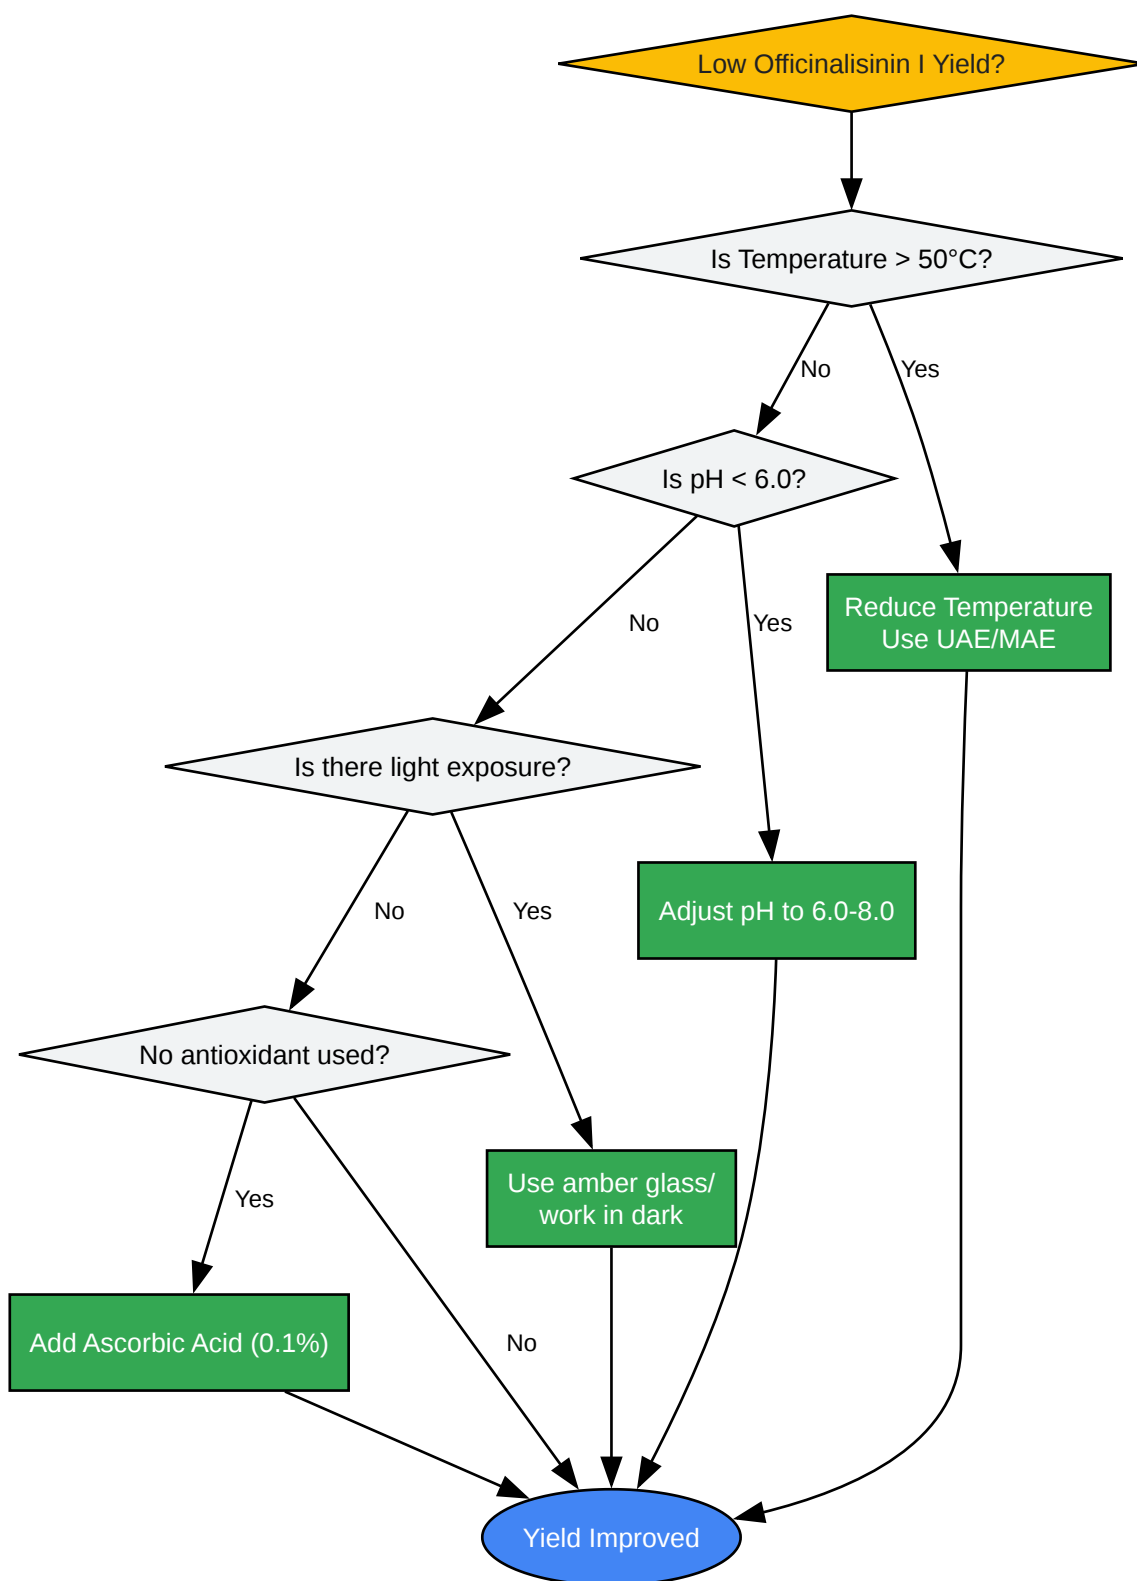 Low Officinalisinin I Yield?
Is Temperature > 50°C?
No
Yes
Is pH < 6.0?
Reduce Temperature
Use UAE/MAE
No
Yes
Is there light exposure?
No
Yes
Adjust pH to 6.0-8.0
No antioxidant used?
Use amber glass/
work in dark
Yes
Add Ascorbic Acid (0.1%)
No
Yield Improved